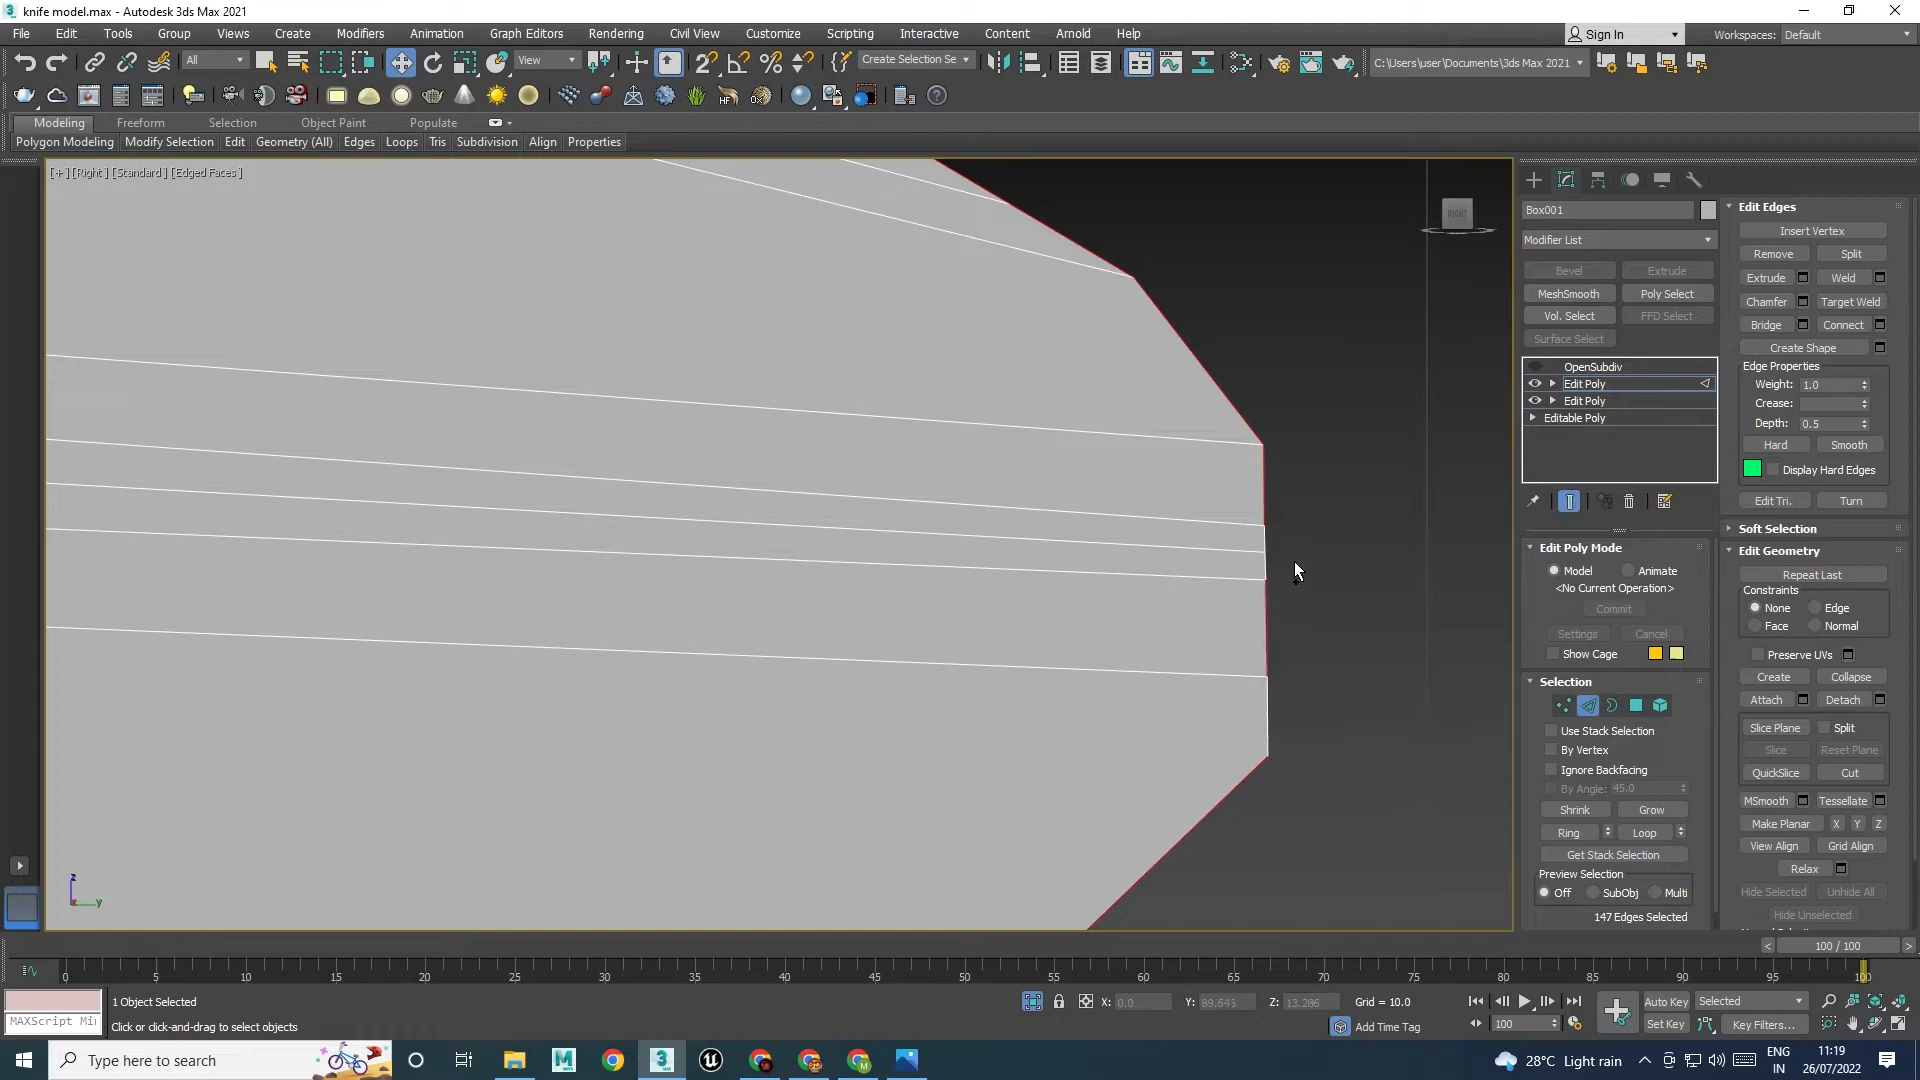 knife model.max - Autodesk 3ds Max 2021
File Edit Tools Group Views Create Modifiers Animation Graph Editors Rendering Civil View Customize Scripting Interactive Content Arnold Help
Sign In Workspaces: Default
All View Create Selection Se C:\Users\user\Documents\3ds Max 2021
Modeling Freeform Selection Object Paint Populate
Polygon Modeling Modify Selection Edit Geometry (All) Edges Loops Tris Subdivision Align Properties
[+] [Right] [Standard] [Edged Faces]
RIGHT
Box001
Modifier List
Bevel Extrude
MeshSmooth Poly Select
Vol. Select FFD Select
Surface Select
OpenSubdiv
Edit Poly
Edit Poly
Editable Poly
Edit Poly Mode
Model Animate
<No Current Operation>
Commit
Settings Cancel
Show Cage
Selection
Use Stack Selection
By Vertex
Ignore Backfacing
By Angle: 45.0
Shrink Grow
Ring Loop
Get Stack Selection
Preview Selection
Off SubObj Multi
147 Edges Selected
Edit Edges
Insert Vertex
Remove Split
Extrude Weld
Chamfer Target Weld
Bridge Connect
Create Shape
Edge Properties
Weight: 1.0
Crease:
Depth: 0.5
Hard Smooth
Display Hard Edges
Edit Tri. Turn
Soft Selection
Edit Geometry
Repeat Last
Constraints
None Edge
Face Normal
Preserve UVs
Create Collapse
Attach Detach
Slice Plane Split
Slice Reset Plane
QuickSlice Cut
MSmooth Tessellate
Make Planar X Y Z
View Align Grid Align
Relax
Hide Selected Unhide All
Hide Unselected
z
x y
< 100 / 100 >
0 5 10 15 20 25 30 35 40 45 50 55 60 65 70 75 80 85 90 95 100
1 Object Selected
MAXScript Mi
Click or click-and-drag to select objects
X: 0.0 Y: 89.645 Z: 13.286 Grid = 10.0
Add Time Tag
100
Auto Key Selected
Set Key Key Filters...
Type here to search
28°C Light rain
ENG
IN
11:19
26/07/2022